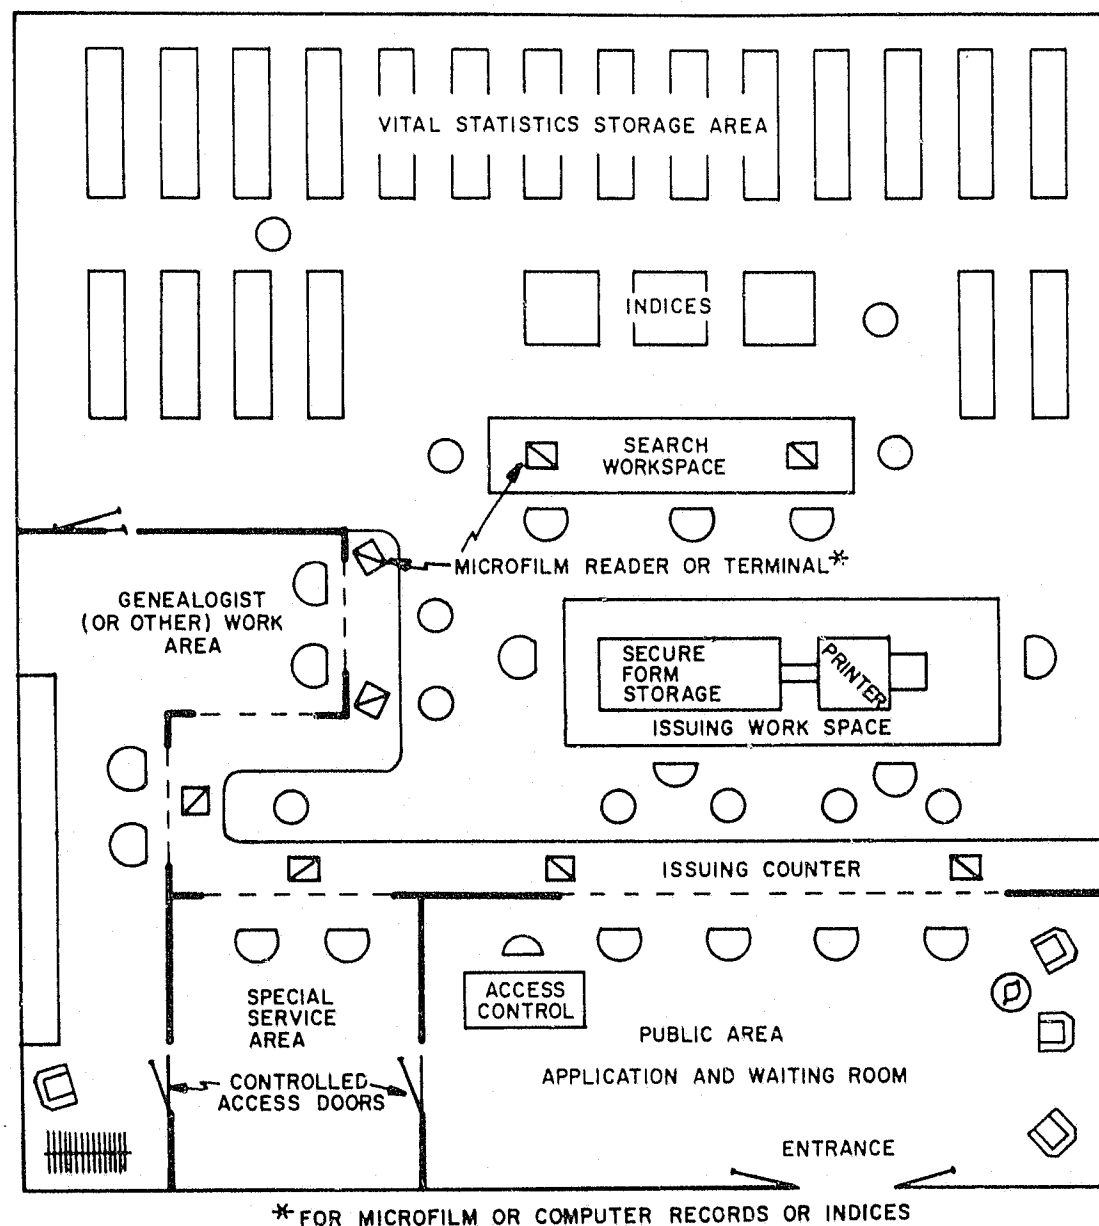 VITAL STATISTICS STORAGE AREA
INDICES
SEARCH
WORKSPACE
MICROFILM READER OR TERMINAL*
GENEALOGIST
(OR OTHER) WORK
AREA
SECURE
FORM
STORAGE
PRINTER
ISSUING WORK SPACE
ISSUING COUNTER
ACCESS
CONTROL
SPECIAL
SERVICE
AREA
PUBLIC AREA
APPLICATION AND WAITING ROOM
CONTROLLED
ACCESS DOORS
ENTRANCE
*FOR MICROFILM OR COMPUTER RECORDS OR INDICES